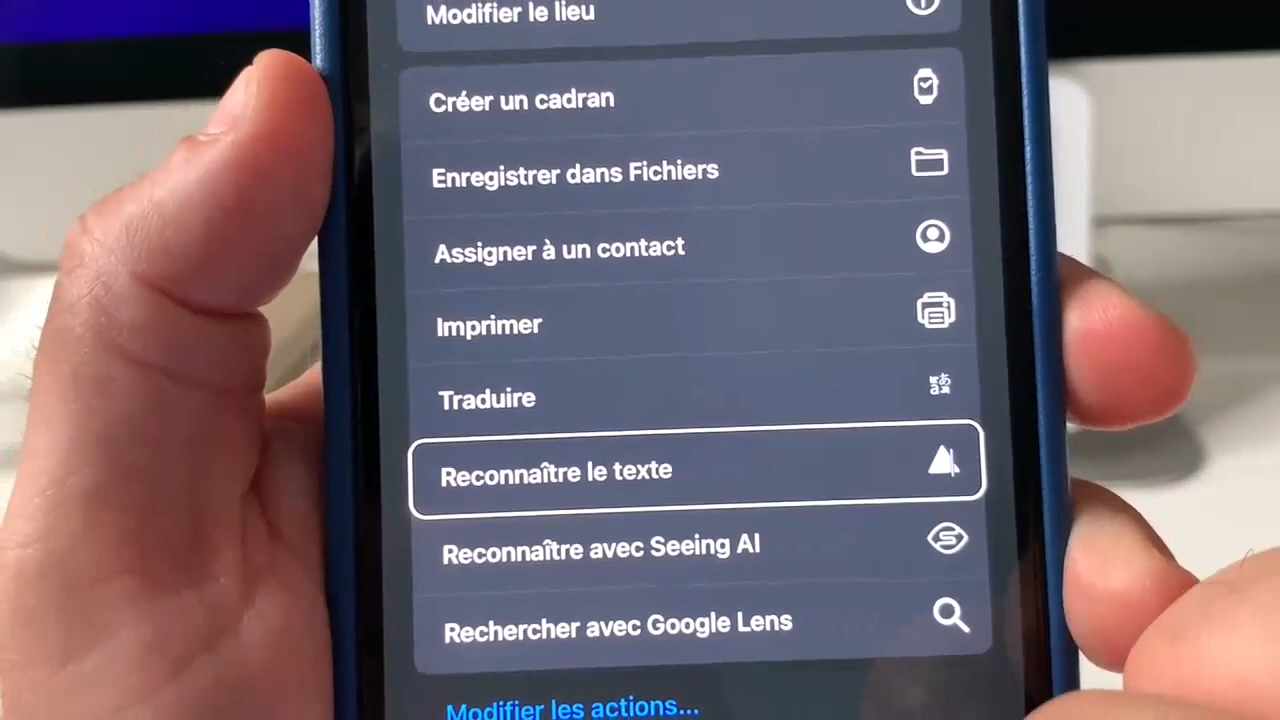 Modifier le lieu
Créer un cadran
Enregistrer dans Fichiers
Assigner à un contact
Imprimer
Traduire
Reconnaître le texte
Reconnaître avec Seeing AI
Rechercher avec Google Lens
Modifier les actions...